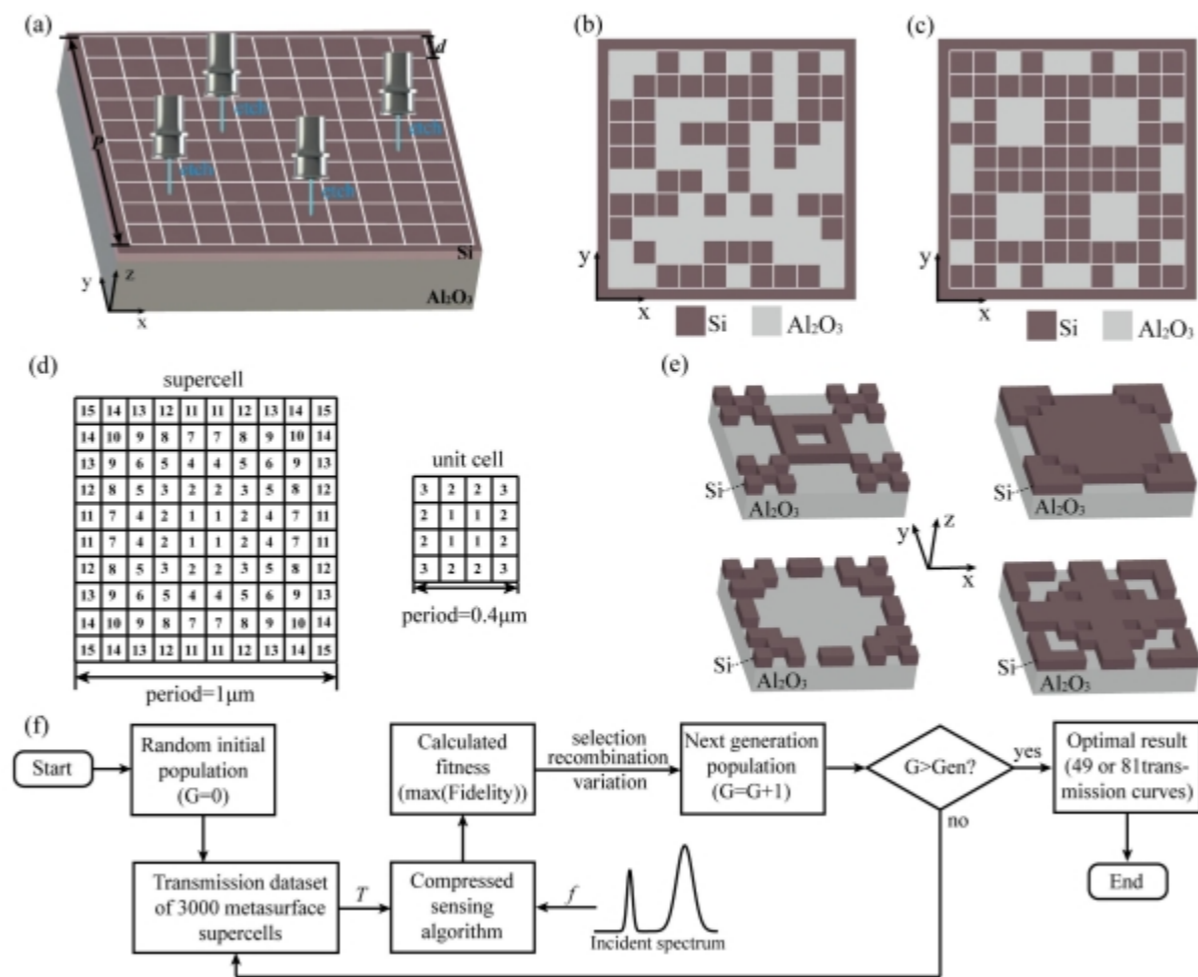 (a)
d
etch
etch
p
etch
etch
Si
Al₂O₃
y
z
x
(b)
y
x
Si
Al₂O₃
(c)
y
x
Si
Al₂O₃
(d)
supercell
15 14 13 12 11 11 12 13 14 15
14 10 9 8 7 7 8 9 10 14
13 9 6 5 4 4 5 6 9 13
12 8 5 3 2 2 3 5 8 12
11 7 4 2 1 1 2 4 7 11
11 7 4 2 1 1 2 4 7 11
12 8 5 3 2 2 3 5 8 12
13 9 6 5 4 4 5 6 9 13
14 10 9 8 7 7 8 9 10 14
15 14 13 12 11 11 12 13 14 15
period=1μm
unit cell
3 2 2 3
2 1 1 2
2 1 1 2
3 2 2 3
period=0.4μm
(e)
Si
Al₂O₃
Si
Al₂O₃
y
z
x
Si
Al₂O₃
Si
Al₂O₃
(f)
Start
Random initial
population
(G=0)
Transmission dataset
of 3000 metasurface
supercells
T
Compressed
sensing
algorithm
f
Incident spectrum
Calculated
fitness
(max(Fidelity))
selection
recombination
variation
Next generation
population
(G=G+1)
G>Gen?
yes
no
Optimal result
(49 or 81trans-
mission curves)
End